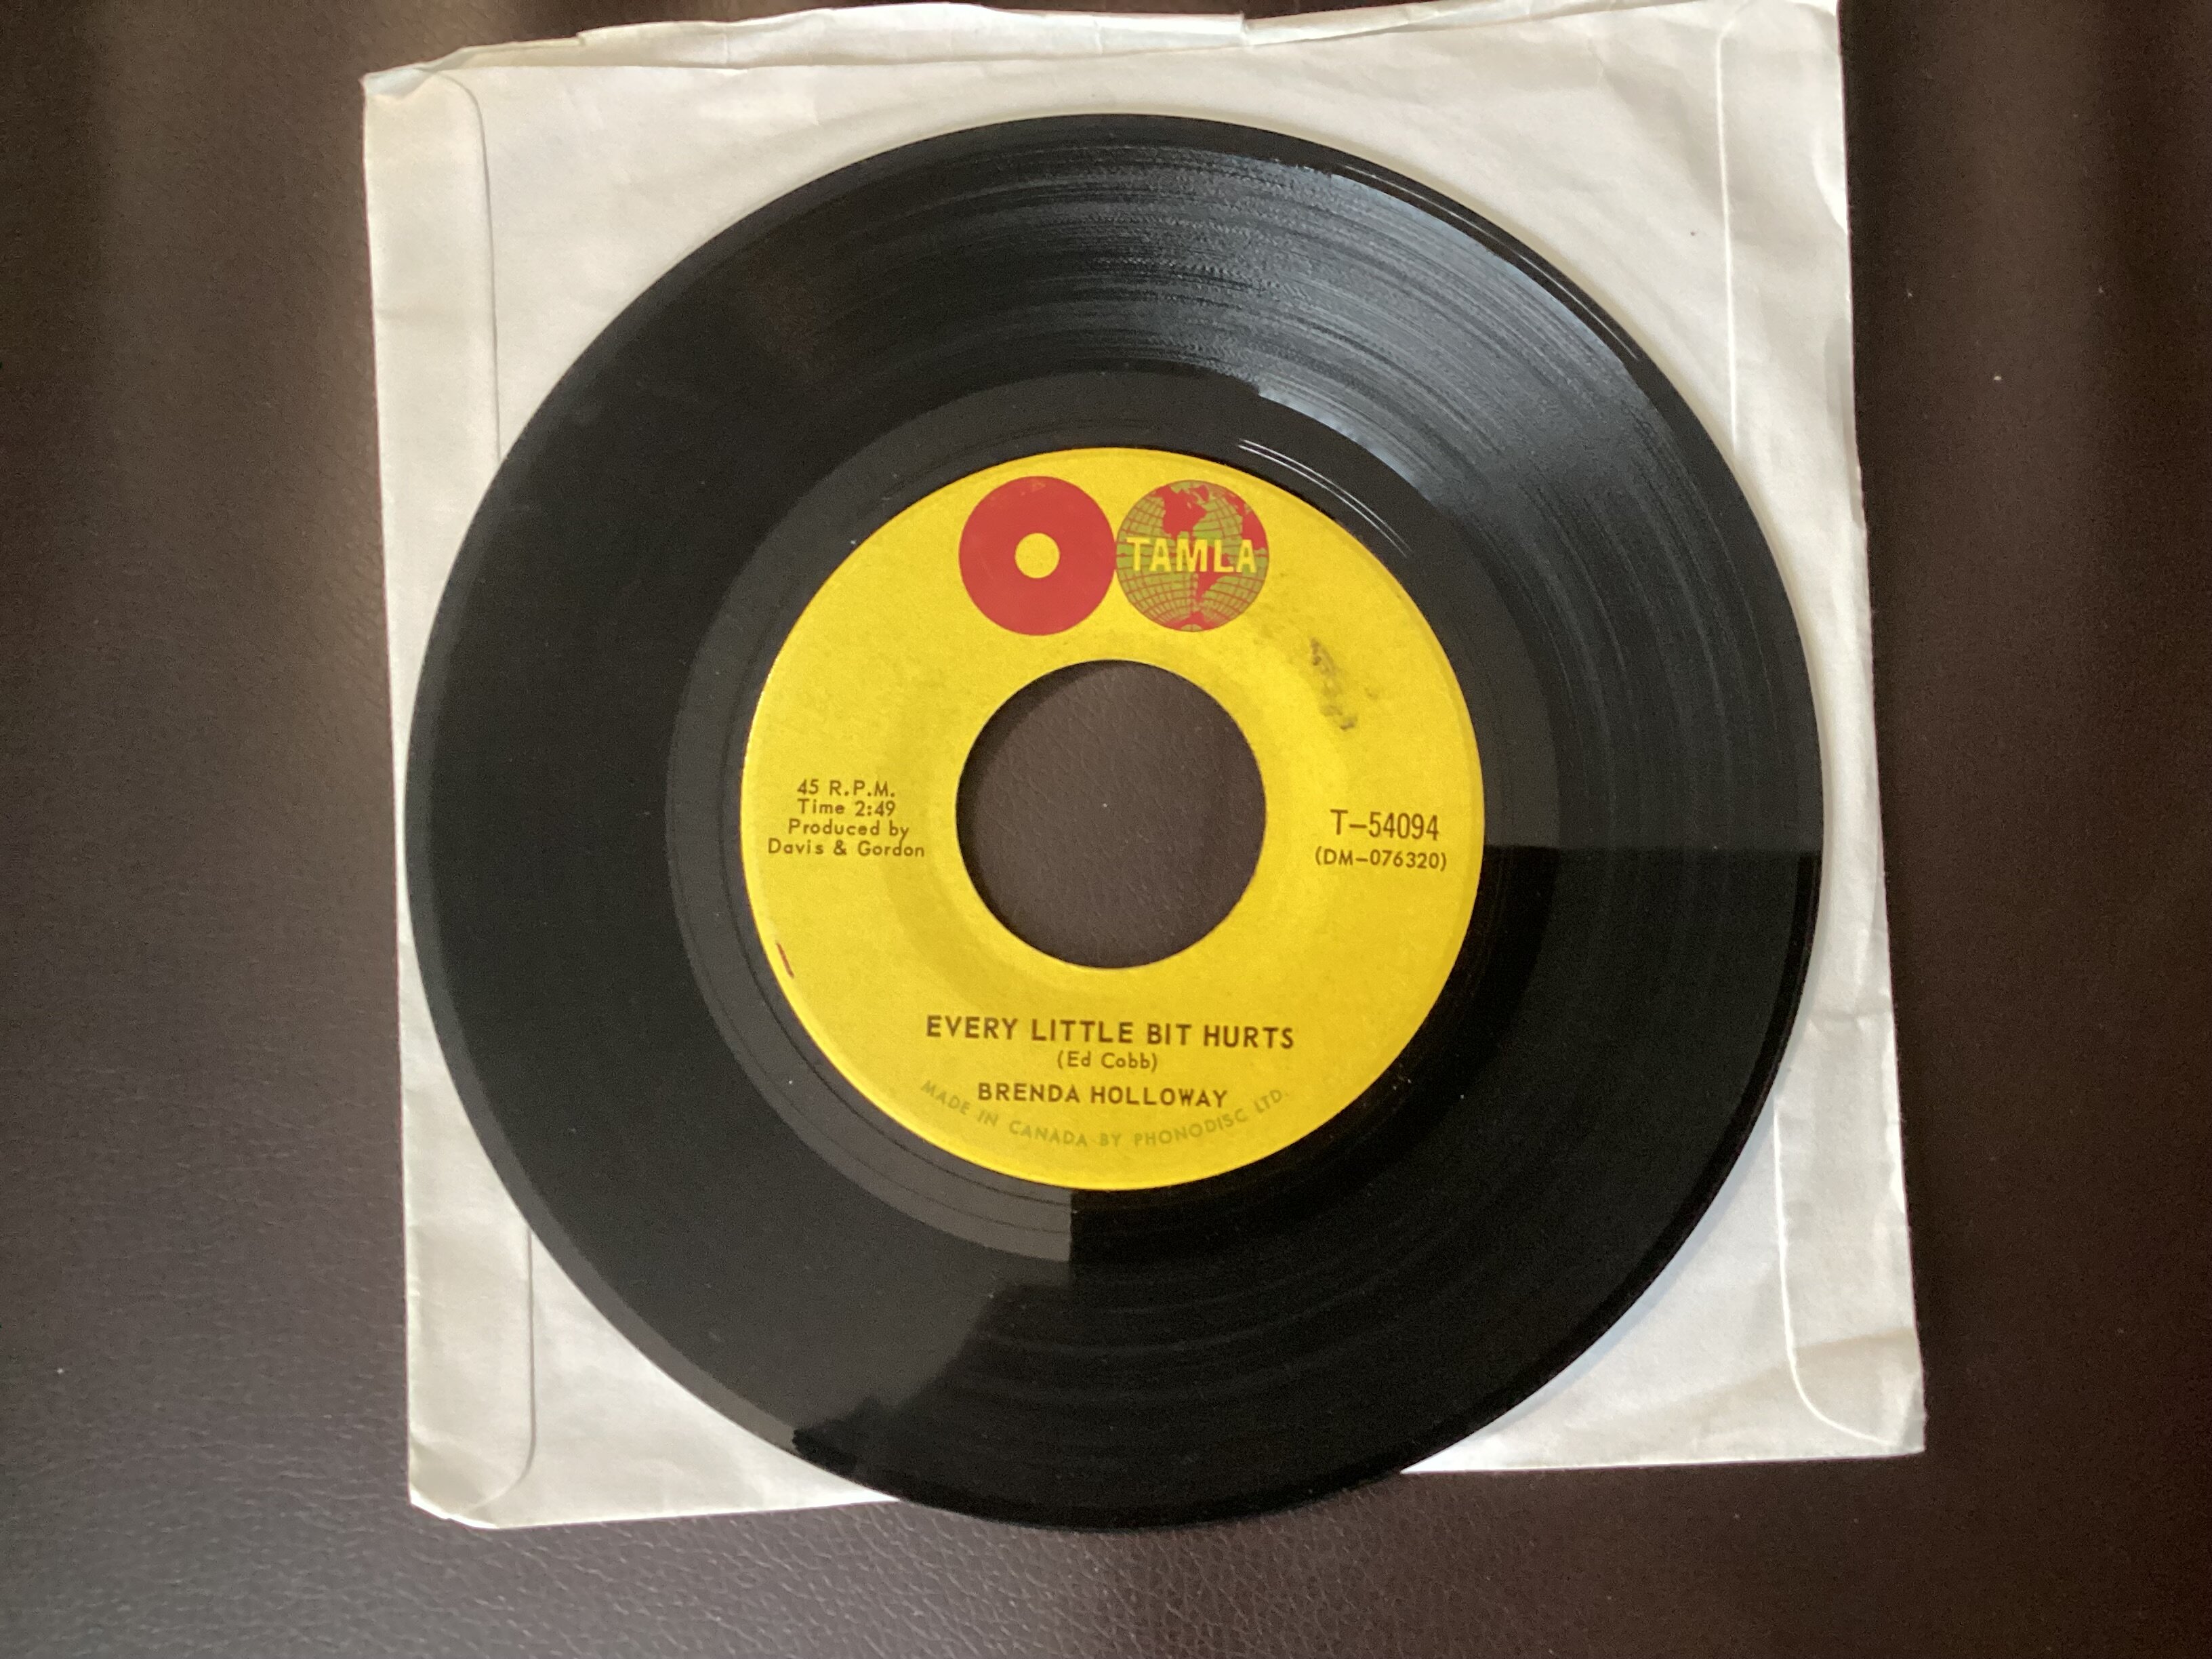 TAMLA
45 R.P.M.
Time 2:49
Produced by
Davis & Gordon
T-54094
(DM-076320)
EVERY LITTLE BIT HURTS
(Ed Cobb)
BRENDA HOLLOWAY
MADE IN CANADA BY PHONODISC LTD.